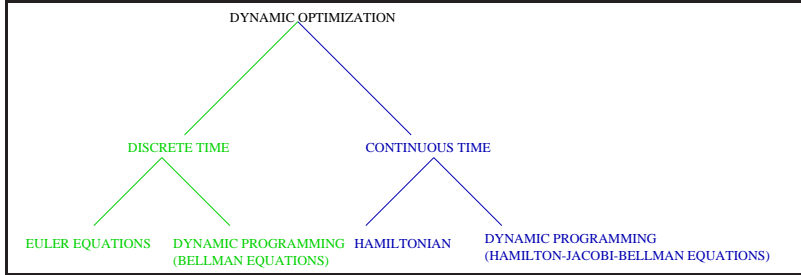 DYNAMIC OPTIMIZATION
DISCRETE TIME
CONTINUOUS TIME
EULER EQUATIONS
DYNAMIC PROGRAMMING
(BELLMAN EQUATIONS)
HAMILTONIAN
DYNAMIC PROGRAMMING
(HAMILTON-JACOBI-BELLMAN EQUATIONS)